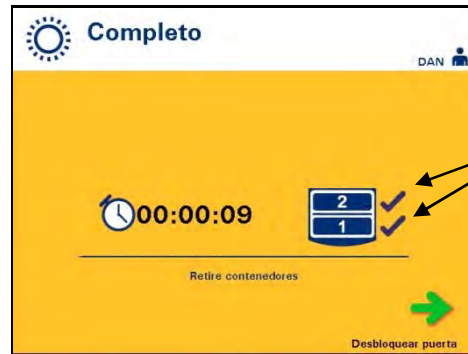 Completo
DAN
00:00:09
2
1
Retire contenedores
Desbloquear puerta